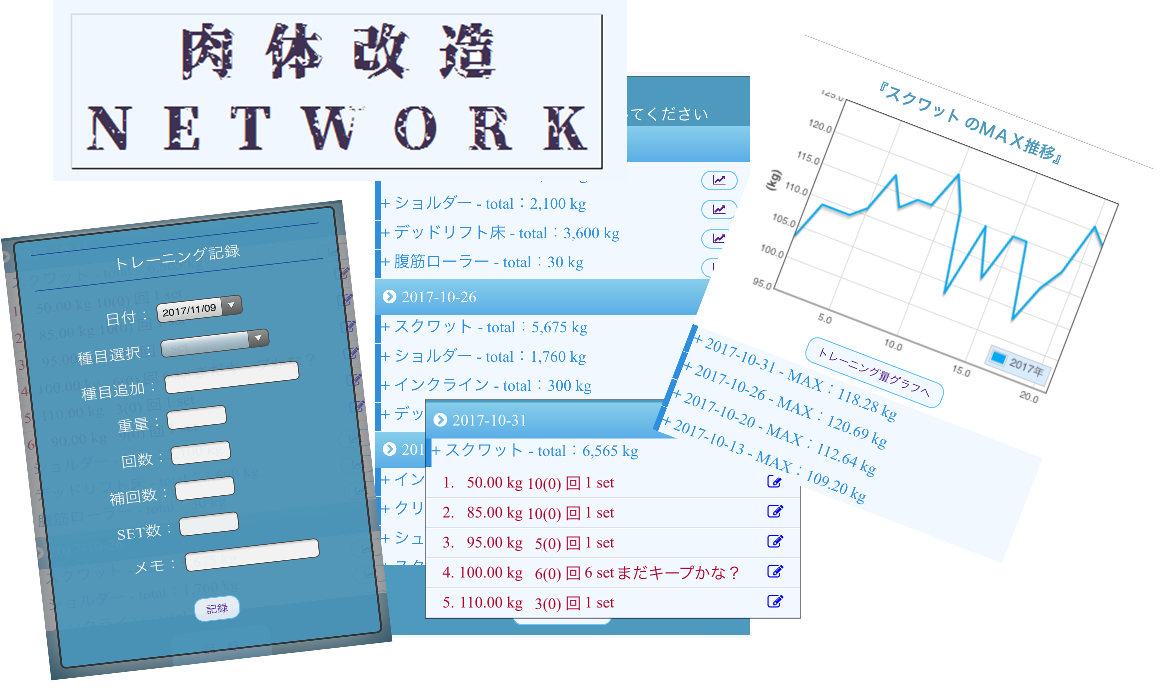 肉体改造
NETWORK
てください
+ ショルダー - total：2,100 kg
+ デッドリフト床 - total：3,600 kg
+ 腹筋ローラー - total：30 kg
2017-10-26
+ スクワット - total：5,675 kg
+ ショルダー - total：1,760 kg
+ インクライン - total：300 kg
+ デッ
201
+ イン
+ クリ
+ シュ
2017-10-31
+ スクワット - total：6,565 kg
1. 50.00 kg 10(0) 回 1 set
2. 85.00 kg 10(0) 回 1 set
3. 95.00 kg 5(0) 回 1 set
4. 100.00 kg 6(0) 回 6 set まだキープかな？
5. 110.00 kg 3(0) 回 1 set
トレーニング記録
日付： 2017/11/09
種目選択：
種目追加：
重量：
回数：
補回数：
SET数：
メモ：
記録
『スクワット のＭＡＸ推移』
(kg)
125.0
120.0
115.0
110.0
105.0
100.0
95.0
5.0
10.0
15.0
20.0
2017年
トレーニング量グラフへ
+ 2017-10-31 - MAX：118.28 kg
+ 2017-10-26 - MAX：120.69 kg
+ 2017-10-20 - MAX：112.64 kg
+ 2017-10-13 - MAX：109.20 kg